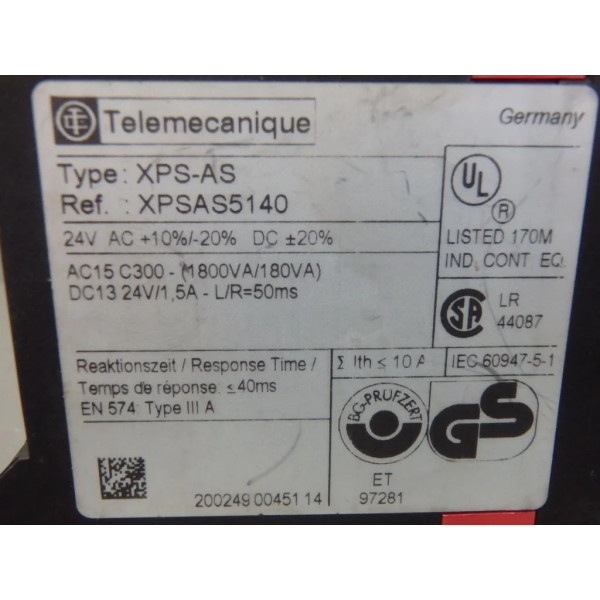 Telemecanique
Germany
Type: XPS-AS
Ref. : XPSAS5140
24V AC +10%/-20% DC ±20%
AC15 C300 - (1800VA/180VA)
DC13 24V/1,5A - L/R=50ms
UL
®
LISTED 170M
IND. CONT EQ.
SA
LR
44087
Reaktionszeit / Response Time /
Temps de réponse: ≤40ms
EN 574: Type III A
Σ Ith ≤ 10 A
IEC 60947-5-1
BG-PRÜFZERT
GS
ET
97281
200249 00451 14